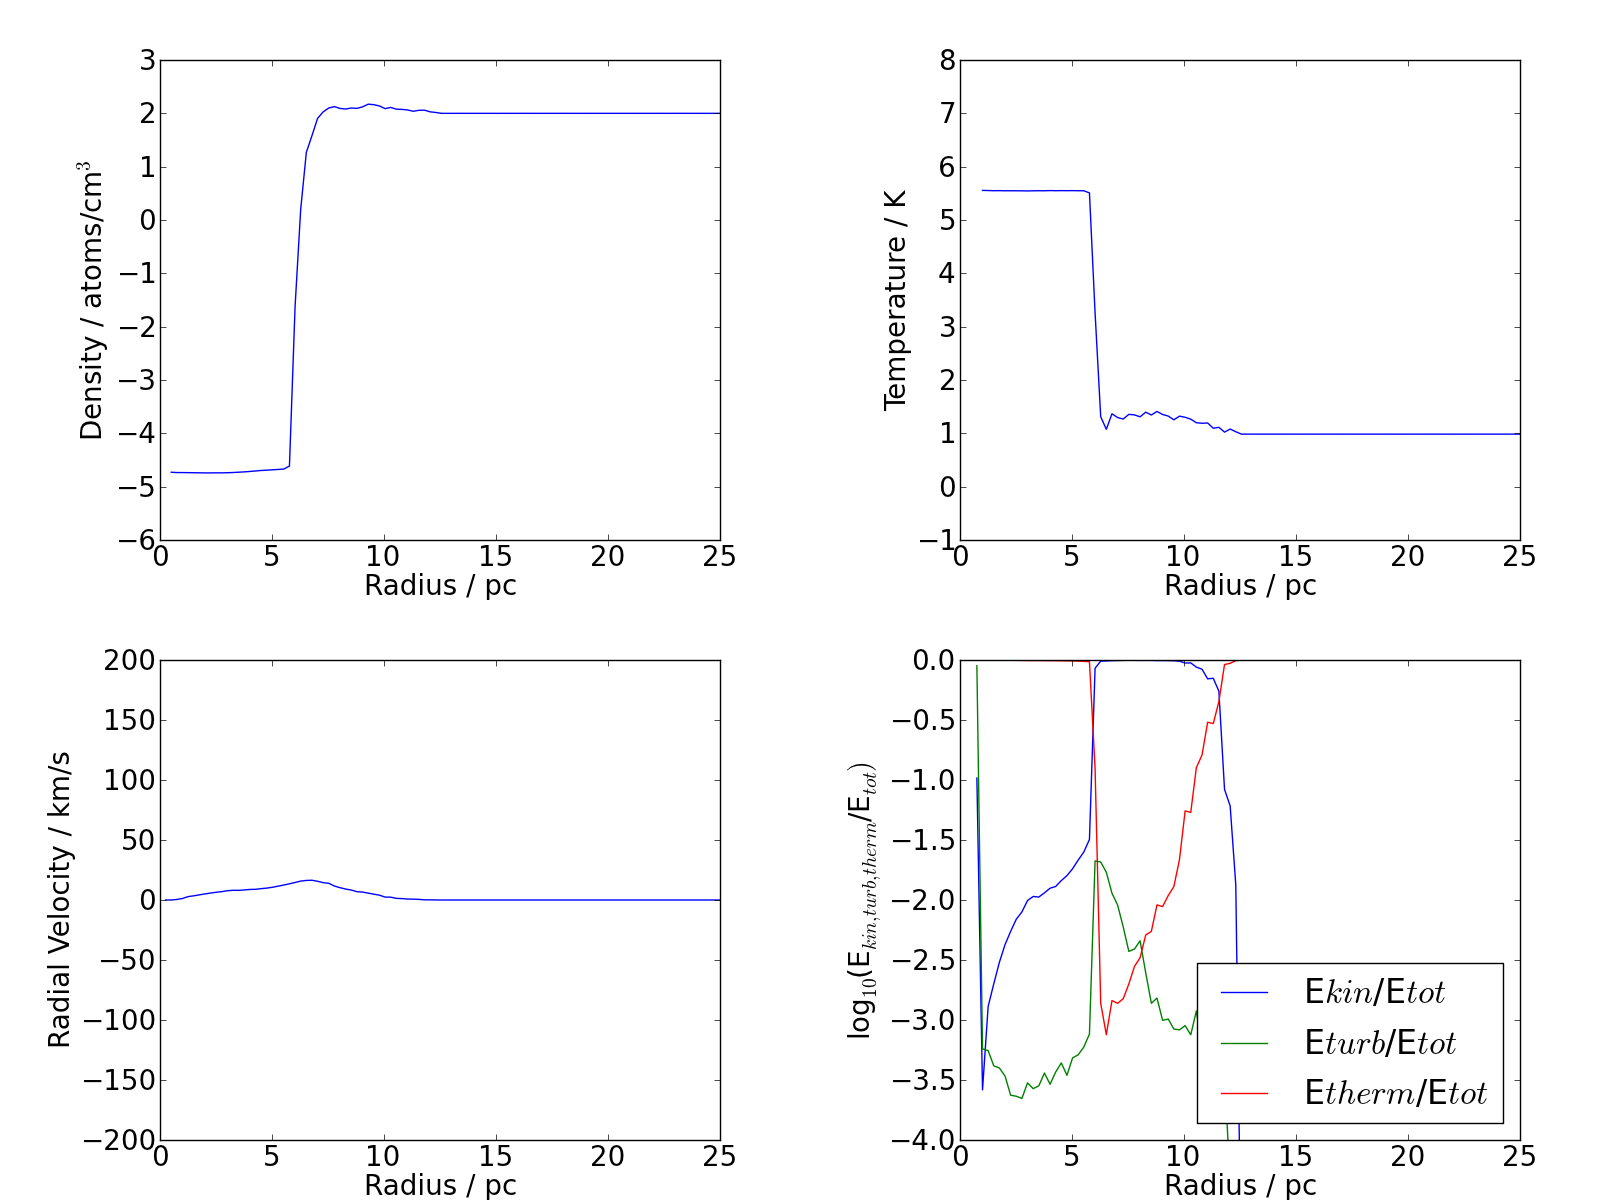 3
2
1
0
−1
−2
−3
−4
−5
−6
0 5 10 15 20 25
Radius / pc
Density / atoms/cm³
8
7
6
5
4
3
2
1
0
−1
0 5 10 15 20 25
Radius / pc
Temperature / K
200
150
100
50
0
−50
−100
−150
−200
0 5 10 15 20 25
Radius / pc
Radial Velocity / km/s
0.0
−0.5
−1.0
−1.5
−2.0
−2.5
−3.0
−3.5
−4.0
0 5 10 15 20 25
Radius / pc
log₁₀(E_kin,turb,therm/E_tot)
Ekin/Etot
Eturb/Etot
Etherm/Etot